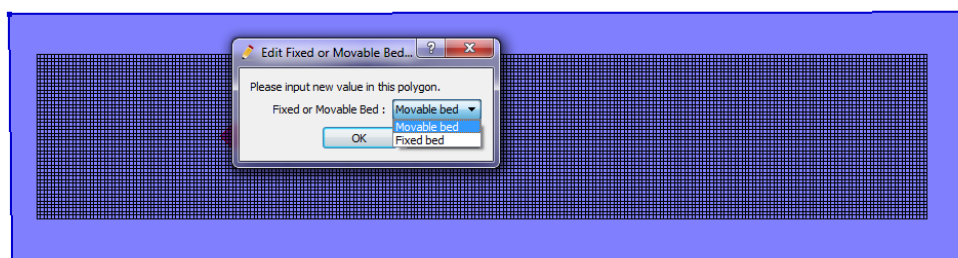 Edit Fixed or Movable Bed...
Please input new value in this polygon.
Fixed or Movable Bed : Movable bed
Movable bed
Fixed bed
OK